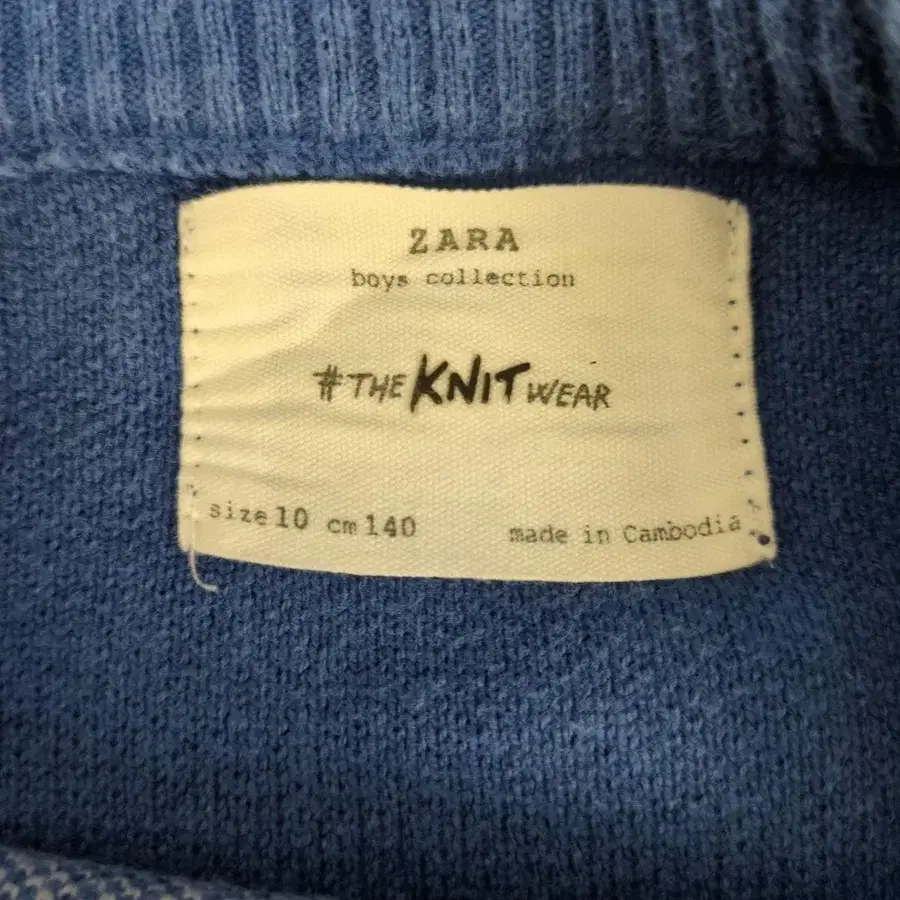 ZARA
boys collection
#THE KNIT WEAR
size 10 cm 140 made in Cambodia